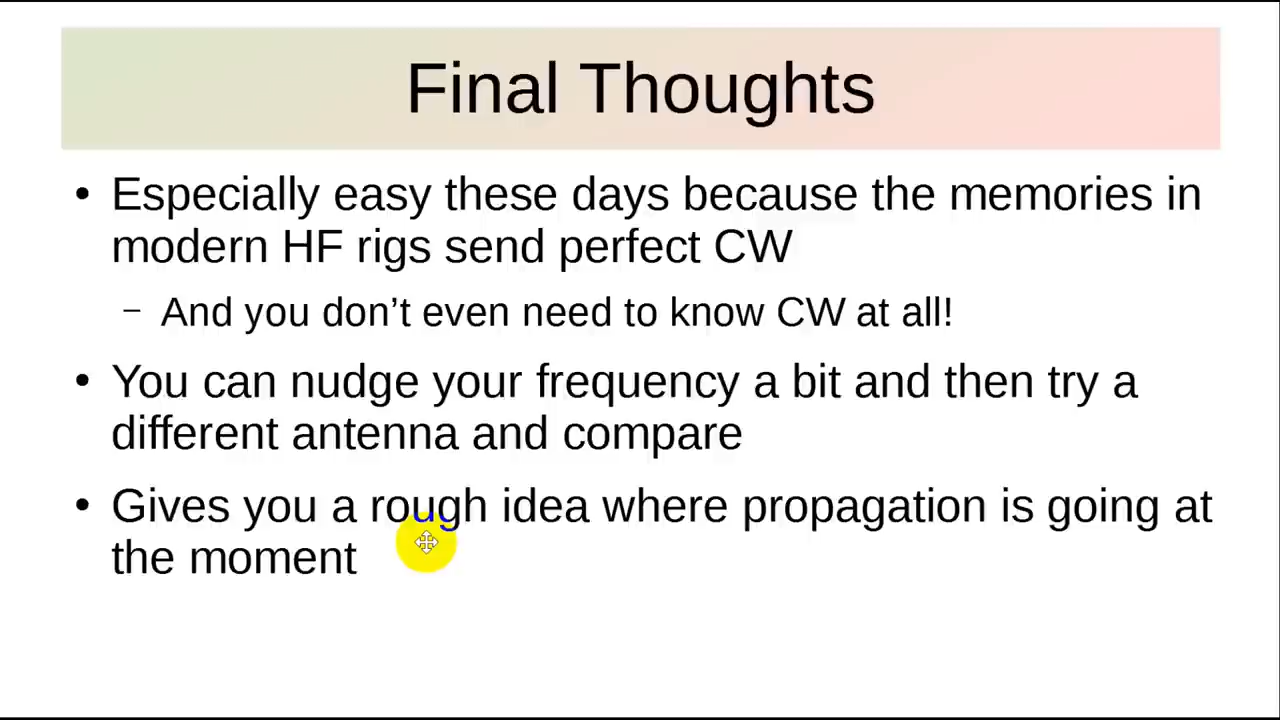 Final Thoughts
• Especially easy these days because the memories in
modern HF rigs send perfect CW
– And you don’t even need to know CW at all!
• You can nudge your frequency a bit and then try a
different antenna and compare
• Gives you a rough idea where propagation is going at
the moment